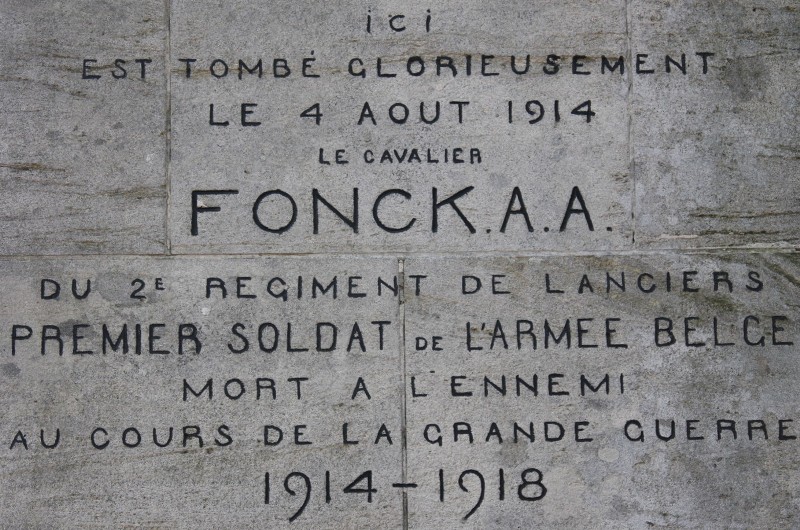 ici
EST TOMBÉ GLORIEUSEMENT
LE 4 AOUT 1914
LE CAVALIER
FONCK.A.A.
DU 2E REGIMENT DE LANCIERS
PREMIER SOLDAT DE L'ARMEE BELGE
MORT A L'ENNEMI
AU COURS DE LA GRANDE GUERRE
1914-1918